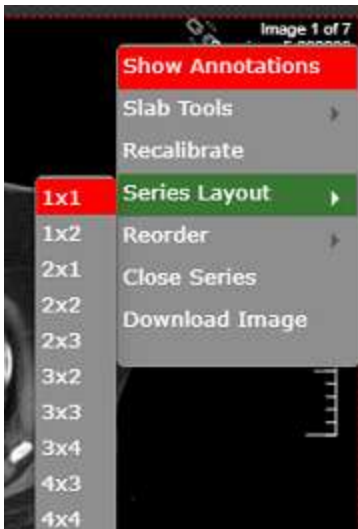 Image 1 of 7
Show Annotations
Slab Tools
Recalibrate
Series Layout
Reorder
Close Series
Download Image
1x1
1x2
2x1
2x2
2x3
3x2
3x3
3x4
4x3
4x4